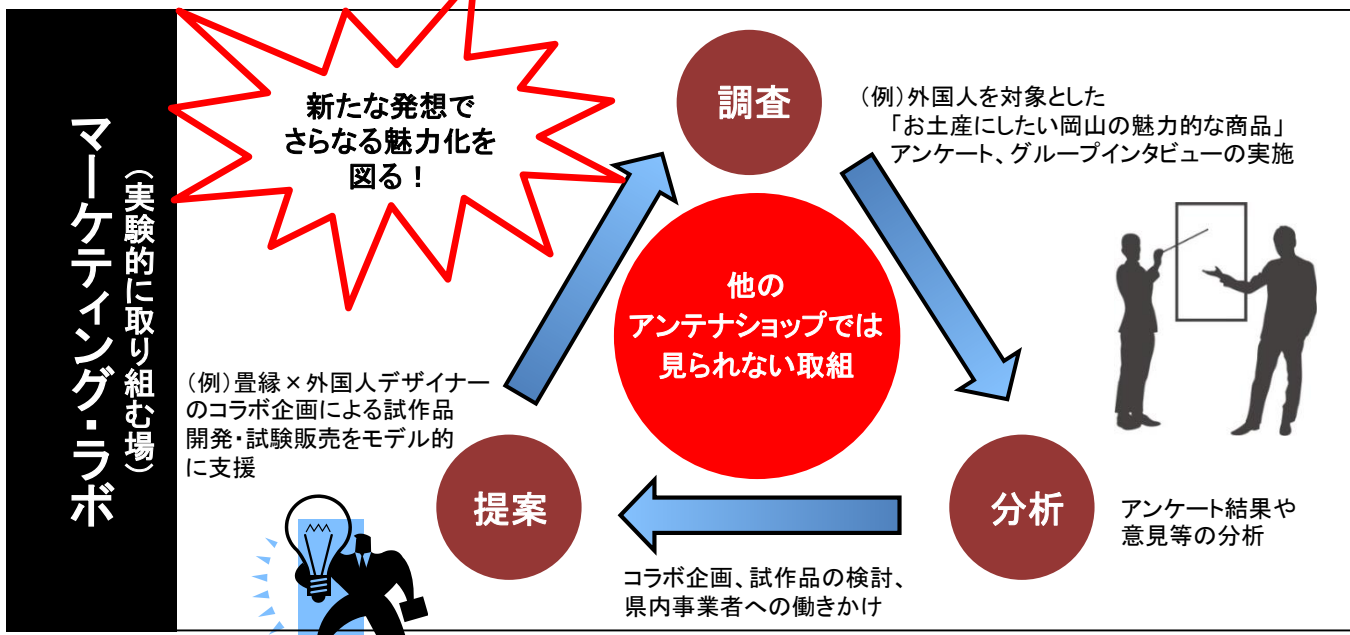 マーケティング・ラボ
（実験的に取り組む場）
新たな発想で
さらなる魅力化を
図る！
調査
（例）外国人を対象とした
「お土産にしたい岡山の魅力的な商品」
アンケート、グループインタビューの実施
他の
アンテナショップでは
見られない取組
（例）畳縁×外国人デザイナー
のコラボ企画による試作品
開発・試験販売をモデル的
に支援
提案
分析
アンケート結果や
意見等の分析
コラボ企画、試作品の検討、
県内事業者への働きかけ